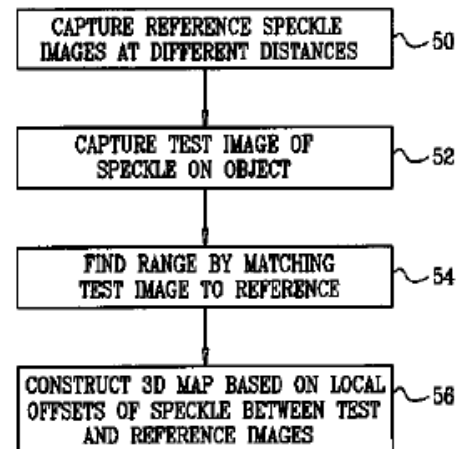 CAPTURE REFERENCE SPECKLE
IMAGES AT DIFFERENT DISTANCES
50
CAPTURE TEST IMAGE OF
SPECKLE ON OBJECT
52
FIND RANGE BY MATCHING
TEST IMAGE TO REFERENCE
54
CONSTRUCT 3D MAP BASED ON LOCAL
OFFSETS OF SPECKLE BETWEEN TEST
AND REFERENCE IMAGES
56